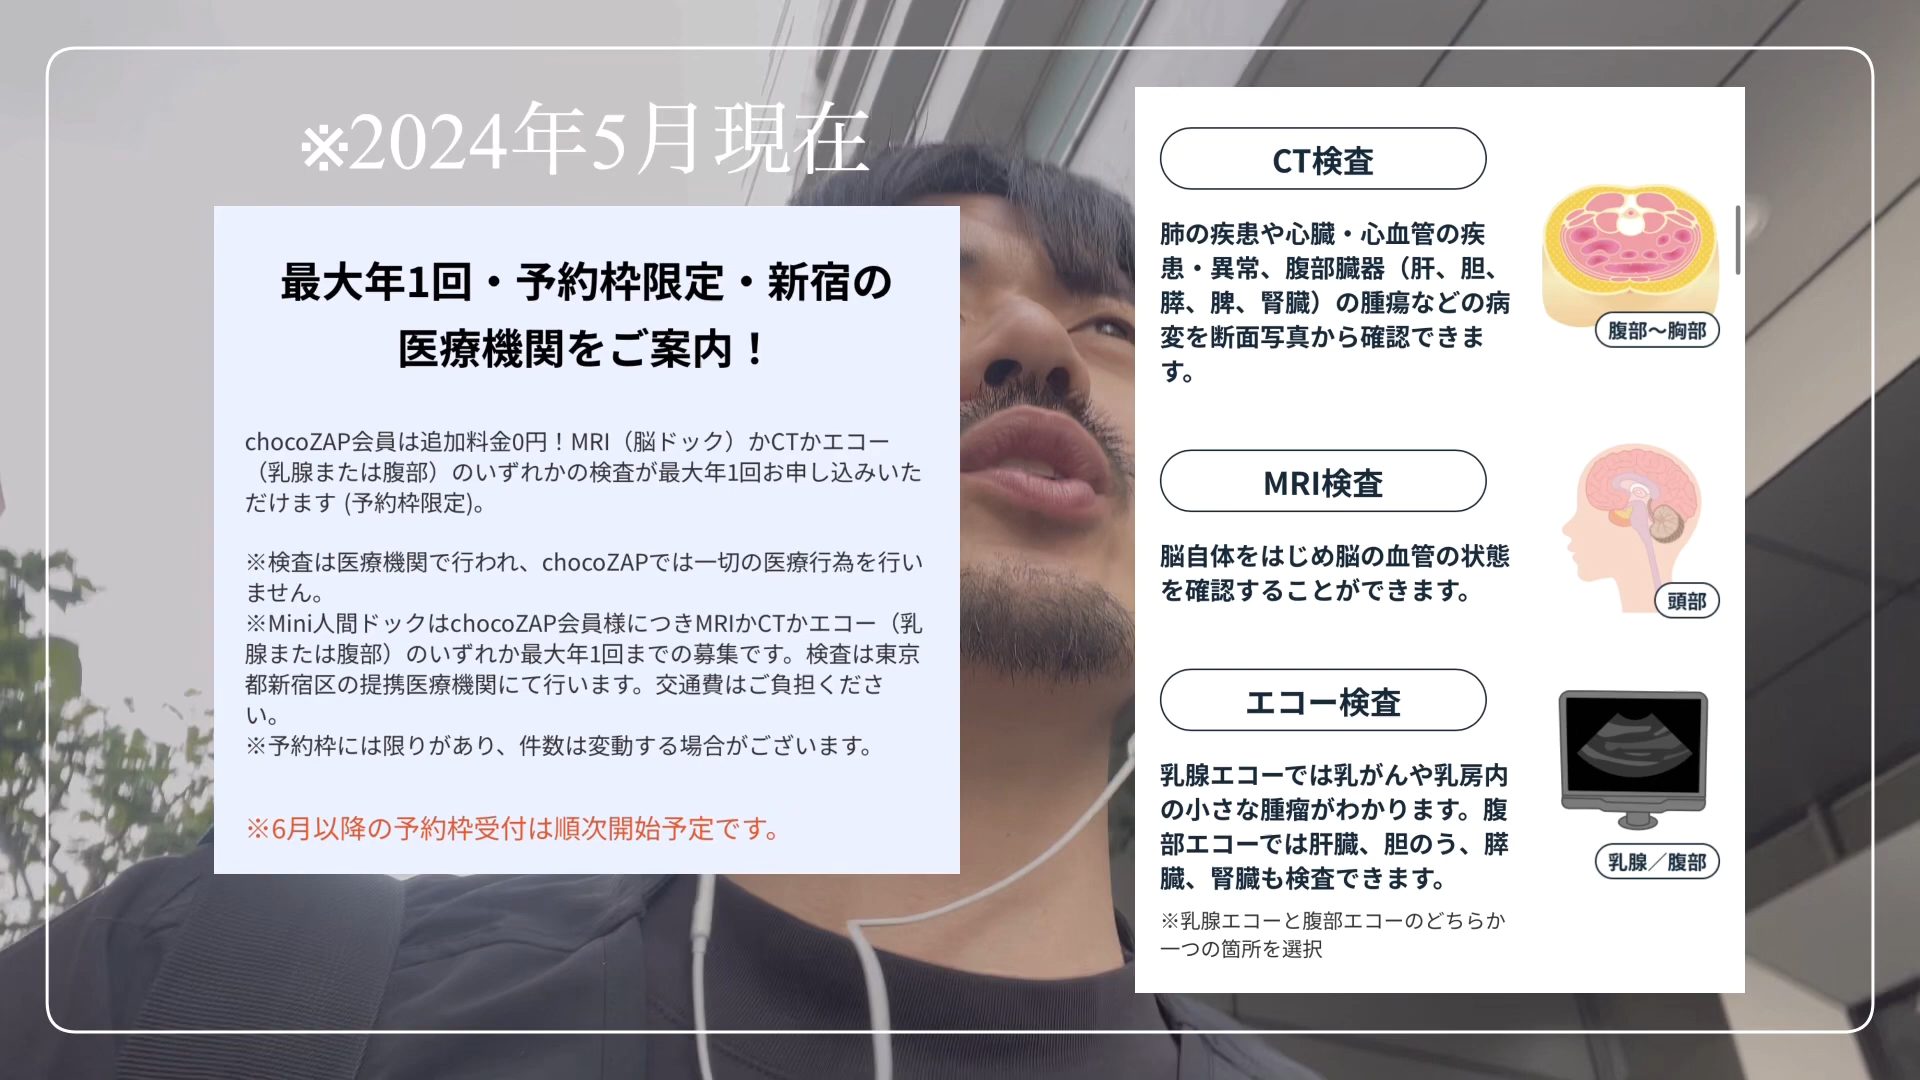 ※2024年5月現在
最大年1回・予約枠限定・新宿の
医療機関をご案内！
chocoZAP会員は追加料金0円！MRI（脳ドック）かCTかエコー
（乳腺または腹部）のいずれかの検査が最大年1回お申し込みいた
だけます (予約枠限定)。
※検査は医療機関で行われ、chocoZAPでは一切の医療行為を行い
ません。
※Mini人間ドックはchocoZAP会員様につきMRIかCTかエコー（乳
腺または腹部）のいずれか最大年1回までの募集です。検査は東京
都新宿区の提携医療機関にて行います。交通費はご負担くださ
い。
※予約枠には限りがあり、件数は変動する場合がございます。
※6月以降の予約枠受付は順次開始予定です。
CT検査
肺の疾患や心臓・心血管の疾
患・異常、腹部臓器（肝、胆、
膵、脾、腎臓）の腫瘍などの病
変を断面写真から確認できま
す。
腹部〜胸部
MRI検査
脳自体をはじめ脳の血管の状態
を確認することができます。
頭部
エコー検査
乳腺エコーでは乳がんや乳房内
の小さな腫瘤がわかります。腹
部エコーでは肝臓、胆のう、膵
臓、腎臓も検査できます。
乳腺／腹部
※乳腺エコーと腹部エコーのどちらか
一つの箇所を選択